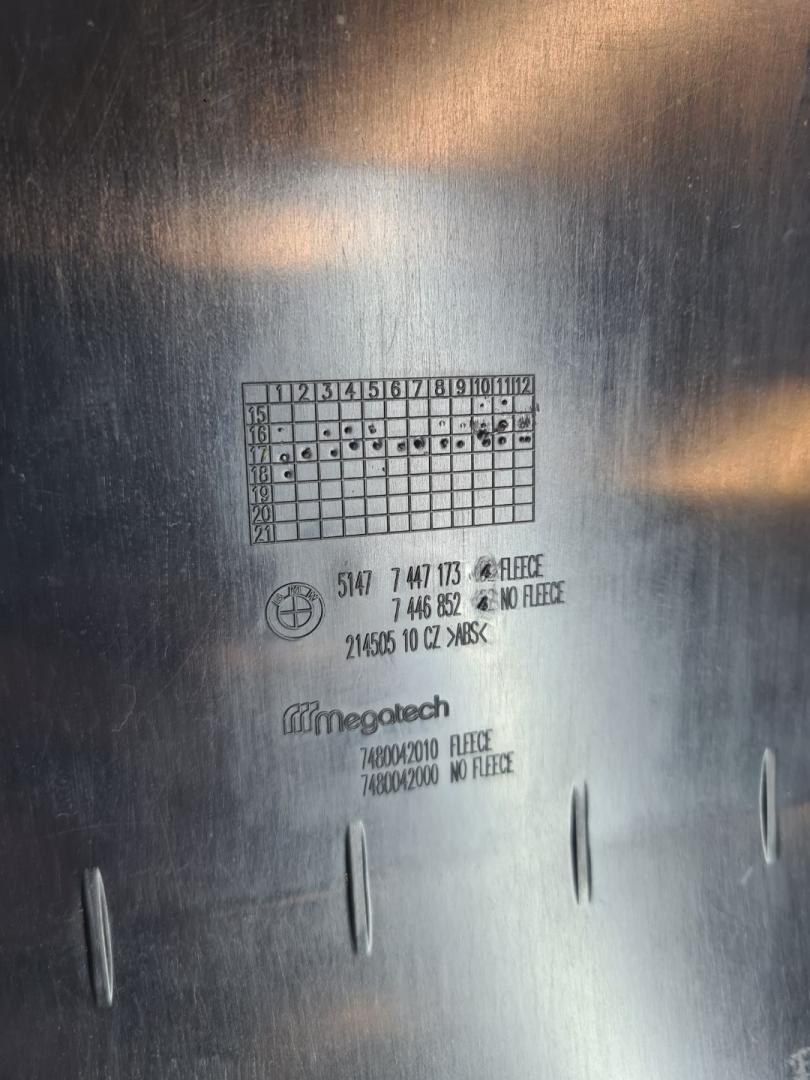 1 2 3 4 5 6 7 8 9 10 11 12
15
16
17
18
19
20
21
BMW
5147 7 447 173 FLEECE
7 446 852 NO FLEECE
214505 10 CZ >ABS<
megatech
7480042010 FLEECE
7480042000 NO FLEECE